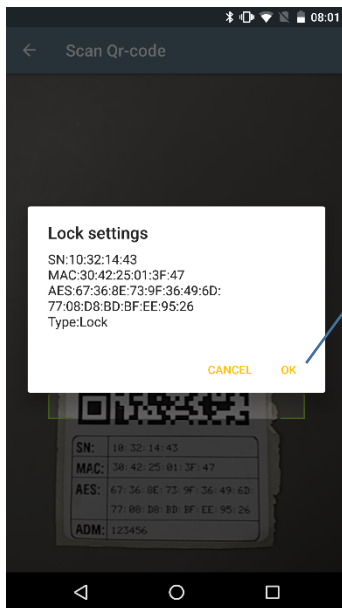 08:01
Scan Qr-code
Lock settings
SN:10:32:14:43
MAC:30:42:25:01:3F:47
AES:67:36:8E:73:9F:36:49:6D:
77:08:D8:BD:BF:EE:95:26
Type:Lock
CANCEL OK
SN: 10:32:14:43
MAC: 30:42:25:01:3F:47
AES: 67:36:8E:73:9F:36:49:6D:
77:08:D8:BD:BF:EE:95:26
ADM: 123456